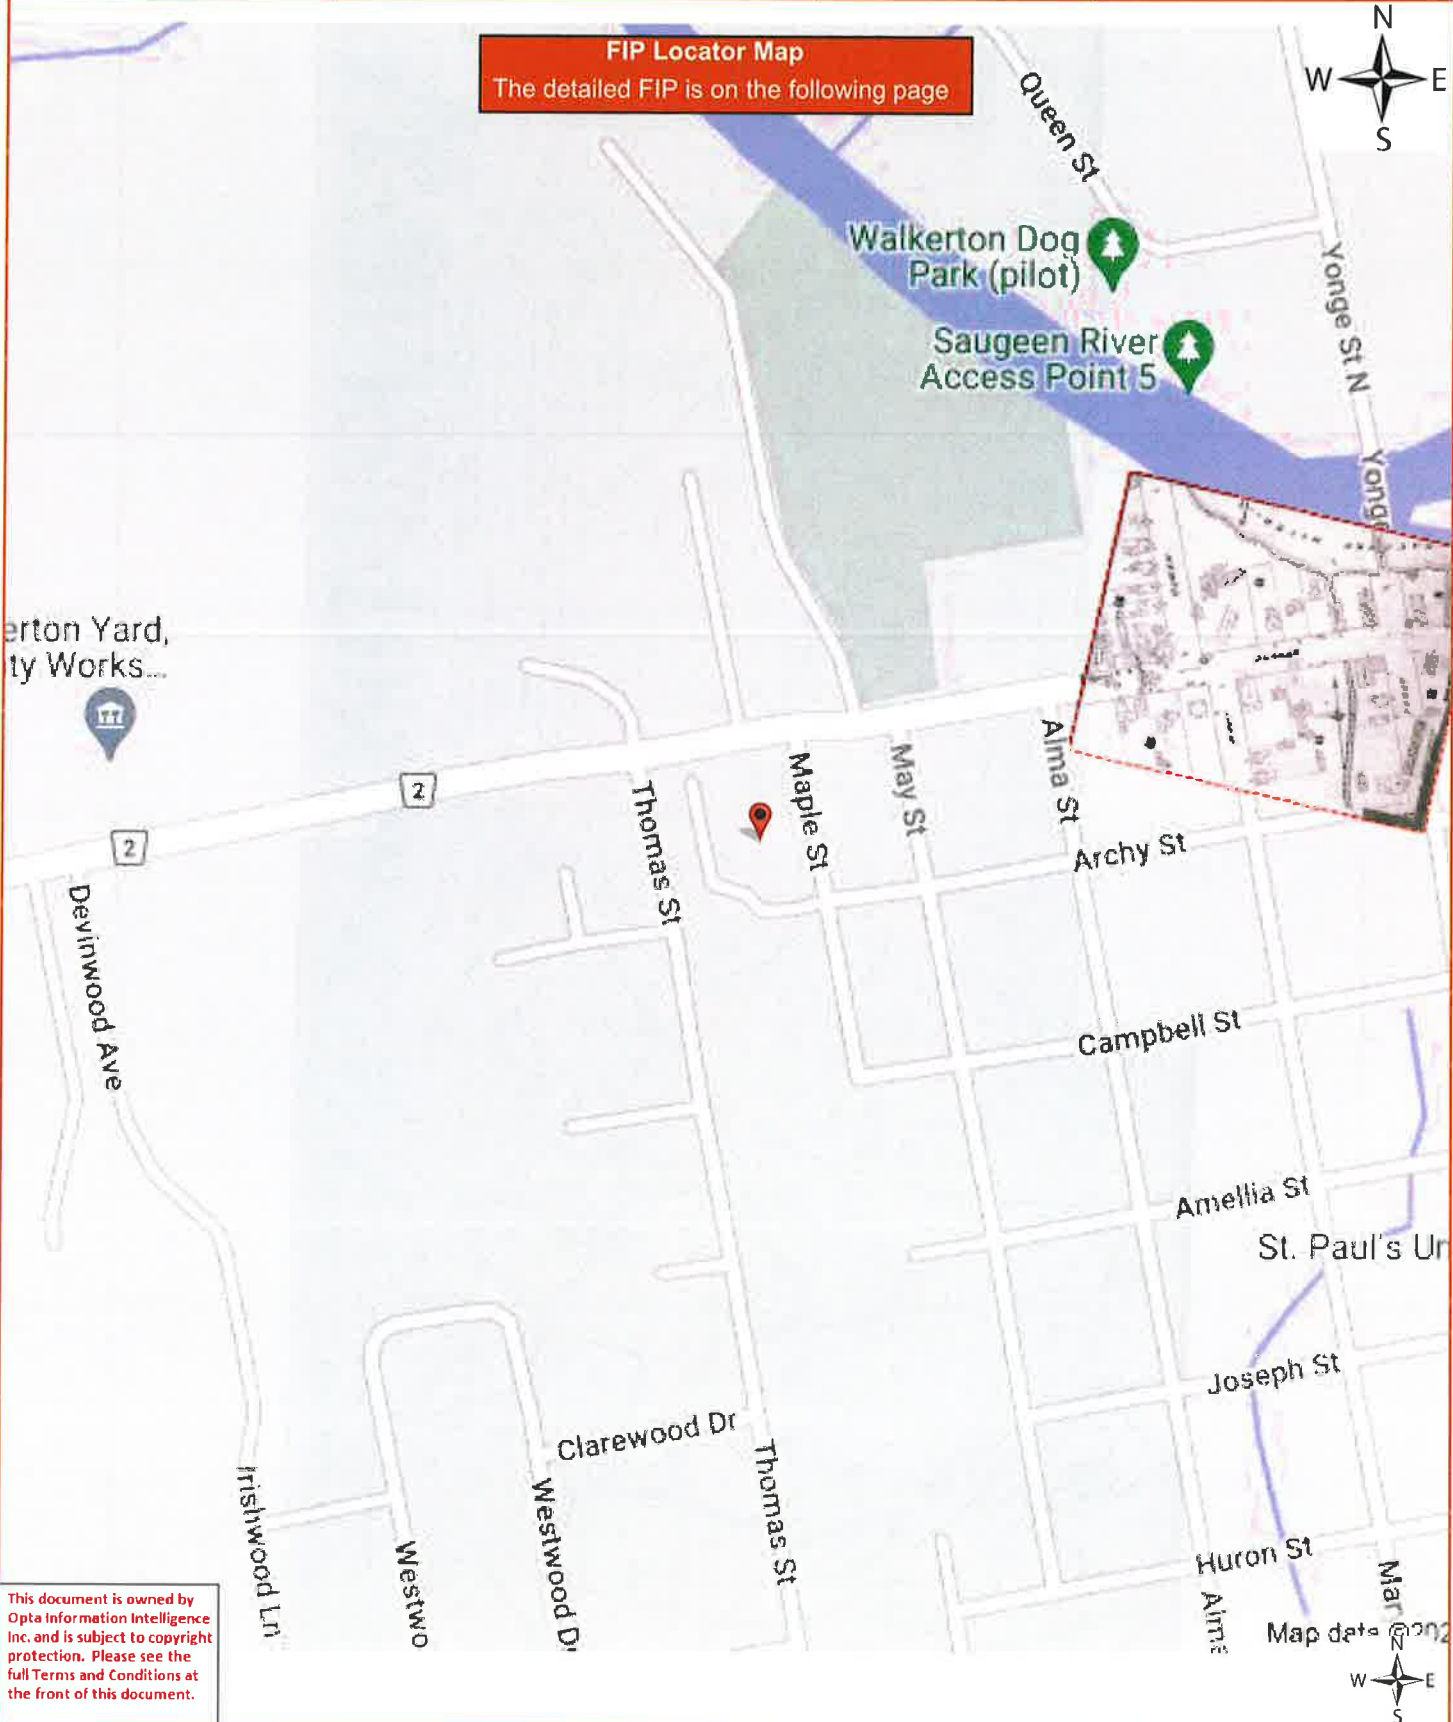 FIP Locator Map
The detailed FIP is on the following page
N
W E
S
Queen St
Walkerton Dog
Park (pilot)
Saugeen River
Access Point 5
Yonge St N
Yonge
erton Yard,
ty Works...
2
2
Thomas St
Maple St
May St
Alma St
Archy St
Devinwood Ave
Campbell St
Amellia St
St. Paul's Un
Joseph St
Clarewood Dr
Thomas St
Irishwood Ln
Westwo
Westwood D
Huron St
Alma
Mar
Map data ©202
N
W E
S
This document is owned by
Opta Information Intelligence
Inc. and is subject to copyright
protection. Please see the
full Terms and Conditions at
the front of this document.